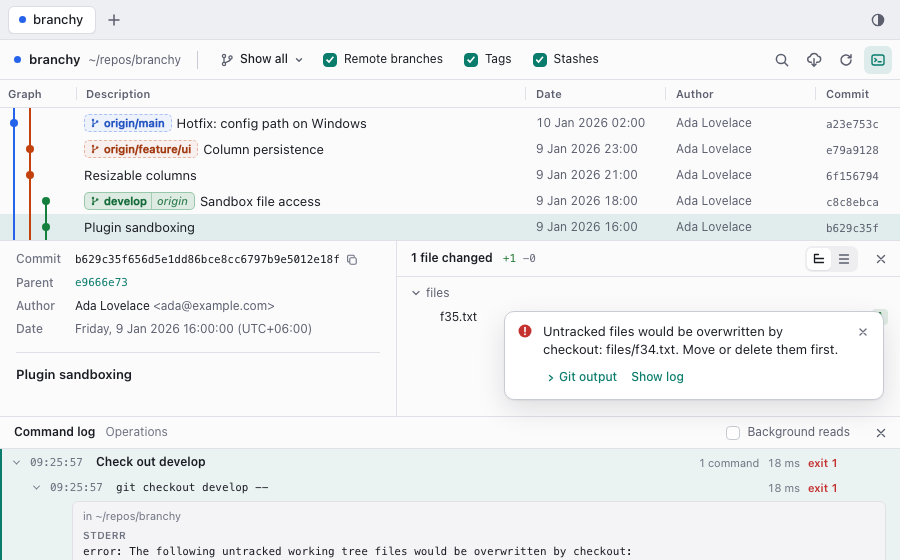 branchy
branchy ~/repos/branchy Show all Remote branches Tags Stashes
Graph Description Date Author Commit
origin/main Hotfix: config path on Windows 10 Jan 2026 02:00 Ada Lovelace a23e753c
origin/feature/ui Column persistence 9 Jan 2026 23:00 Ada Lovelace e79a9128
Resizable columns 9 Jan 2026 21:00 Ada Lovelace 6f156794
develop origin Sandbox file access 9 Jan 2026 18:00 Ada Lovelace c8c8ebca
Plugin sandboxing 9 Jan 2026 16:00 Ada Lovelace b629c35f
Commit b629c35f656d5e1dd86bce8cc6797b9e5012e18f
Parent e9666e73
Author Ada Lovelace <ada@example.com>
Date Friday, 9 Jan 2026 16:00:00 (UTC+06:00)
Plugin sandboxing
1 file changed +1 −0
files
f35.txt
Untracked files would be overwritten by
checkout: files/f34.txt. Move or delete them first.
Git output Show log
Command log Operations Background reads
09:25:57 Check out develop 1 command 18 ms exit 1
09:25:57 git checkout develop —— 18 ms exit 1
in ~/repos/branchy
STDERR
error: The following untracked working tree files would be overwritten by checkout: